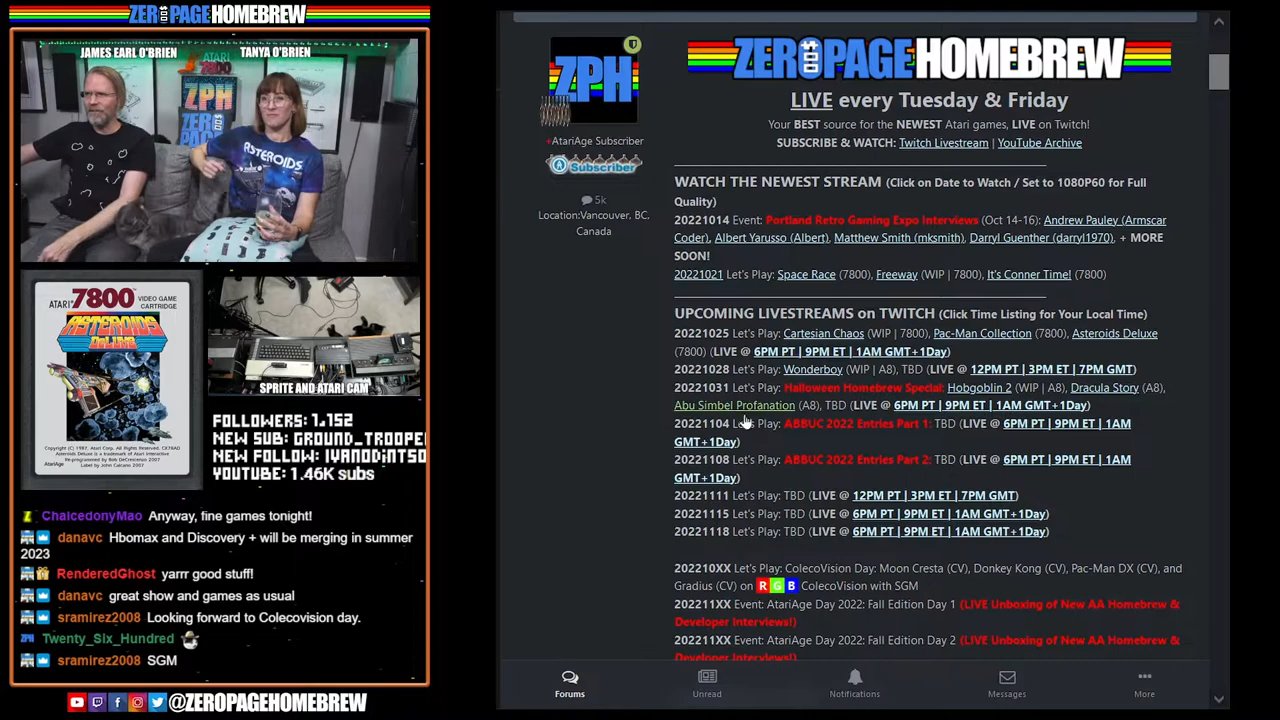 ZEROPAGE HOMEBREW
JAMES EARL O'BRIEN
TANYA O'BRIEN
ATARI
7800
ZPH
ASTEROIDS
ATARI 7800 VIDEO GAME CARTRIDGE
ASTEROIDS
DELUXE
Copyright (C) 1987, Atari Corp.
AtariAge
SPRITE AND ATARI CAM
FOLLOWERS: 1,152
NEW SUB: GROUND_TROOPER
NEW FOLLOW: IVANODINTSO
YOUTUBE: 1.46K subs
ChalcedonyMao Anyway, fine games tonight!
danavc Hbomax and Discovery + will be merging in summer
2023
RenderedGhost yarrr good stuff!
danavc great show and games as usual
sramirez2008 Looking forward to Colecovision day.
Twenty_Six_Hundred
sramirez2008 SGM
@ZEROPAGEHOMEBREW
ZPH
+AtariAge Subscriber
Subscriber
5k
Location:Vancouver, BC,
Canada
ZEROPAGE HOMEBREW
LIVE every Tuesday & Friday
Your BEST source for the NEWEST Atari games, LIVE on Twitch!
SUBSCRIBE & WATCH: Twitch Livestream | YouTube Archive
WATCH THE NEWEST STREAM (Click on Date to Watch / Set to 1080P60 for Full
Quality)
20221014 Event: Portland Retro Gaming Expo Interviews (Oct 14-16): Andrew Pauley (Armscar
Coder), Albert Yarusso (Albert), Matthew Smith (mksmith), Darryl Guenther (darryl1970), + MORE
SOON!
20221021 Let's Play: Space Race (7800), Freeway (WIP | 7800), It's Conner Time! (7800)
UPCOMING LIVESTREAMS on TWITCH (Click Time Listing for Your Local Time)
20221025 Let's Play: Cartesian Chaos (WIP | 7800), Pac-Man Collection (7800), Asteroids Deluxe
(7800) (LIVE @ 6PM PT | 9PM ET | 1AM GMT+1Day)
20221028 Let's Play: Wonderboy (WIP | A8), TBD (LIVE @ 12PM PT | 3PM ET | 7PM GMT)
20221031 Let's Play: Halloween Homebrew Special: Hobgoblin 2 (WIP | A8), Dracula Story (A8),
Abu Simbel Profanation (A8), TBD (LIVE @ 6PM PT | 9PM ET | 1AM GMT+1Day)
20221104 Let's Play: ABBUC 2022 Entries Part 1: TBD (LIVE @ 6PM PT | 9PM ET | 1AM
GMT+1Day)
20221108 Let's Play: ABBUC 2022 Entries Part 2: TBD (LIVE @ 6PM PT | 9PM ET | 1AM
GMT+1Day)
20221111 Let's Play: TBD (LIVE @ 12PM PT | 3PM ET | 7PM GMT)
20221115 Let's Play: TBD (LIVE @ 6PM PT | 9PM ET | 1AM GMT+1Day)
20221118 Let's Play: TBD (LIVE @ 6PM PT | 9PM ET | 1AM GMT+1Day)
202210XX Let's Play: ColecoVision Day: Moon Cresta (CV), Donkey Kong (CV), Pac-Man DX (CV), and
Gradius (CV) on RGB ColecoVision with SGM
202211XX Event: AtariAge Day 2022: Fall Edition Day 1 (LIVE Unboxing of New AA Homebrew &
Developer Interviews!)
202211XX Event: AtariAge Day 2022: Fall Edition Day 2 (LIVE Unboxing of New AA Homebrew &
Developer Interviews!)
Forums
Unread
Notifications
Messages
More